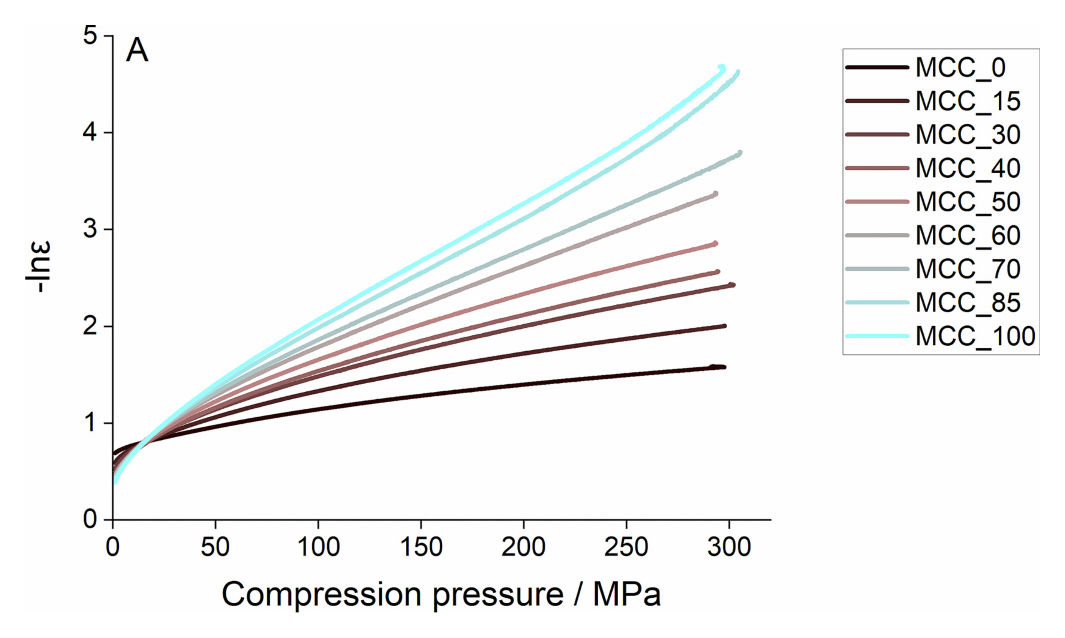 A
5
4
3
2
1
0
-lnε
0 50 100 150 200 250 300
Compression pressure / MPa
MCC_0
MCC_15
MCC_30
MCC_40
MCC_50
MCC_60
MCC_70
MCC_85
MCC_100